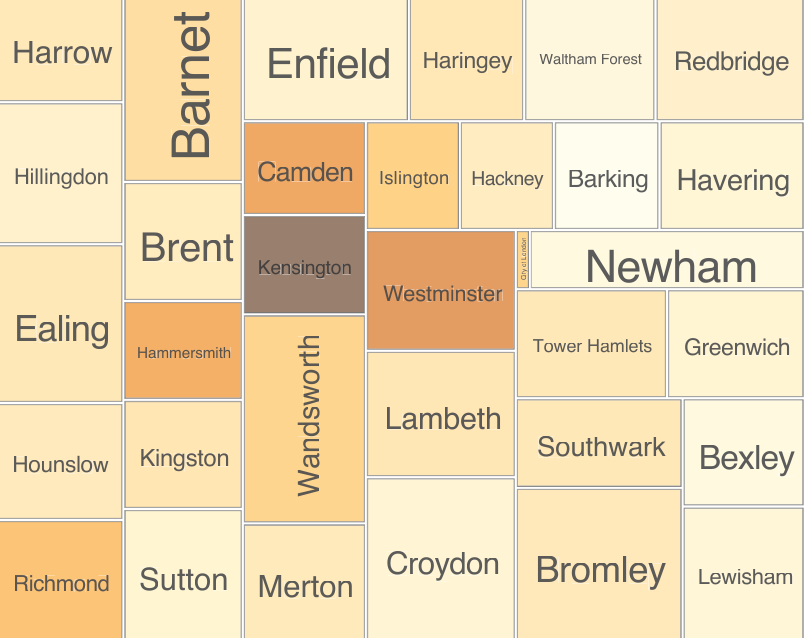 Harrow
Barnet
Enfield
Haringey
Waltham Forest
Redbridge
Hillingdon
Camden
Islington
Hackney
Barking
Havering
Brent
Kensington
Westminster
City of London
Newham
Ealing
Hammersmith
Wandsworth
Tower Hamlets
Greenwich
Lambeth
Hounslow
Kingston
Southwark
Bexley
Richmond
Sutton
Merton
Croydon
Bromley
Lewisham